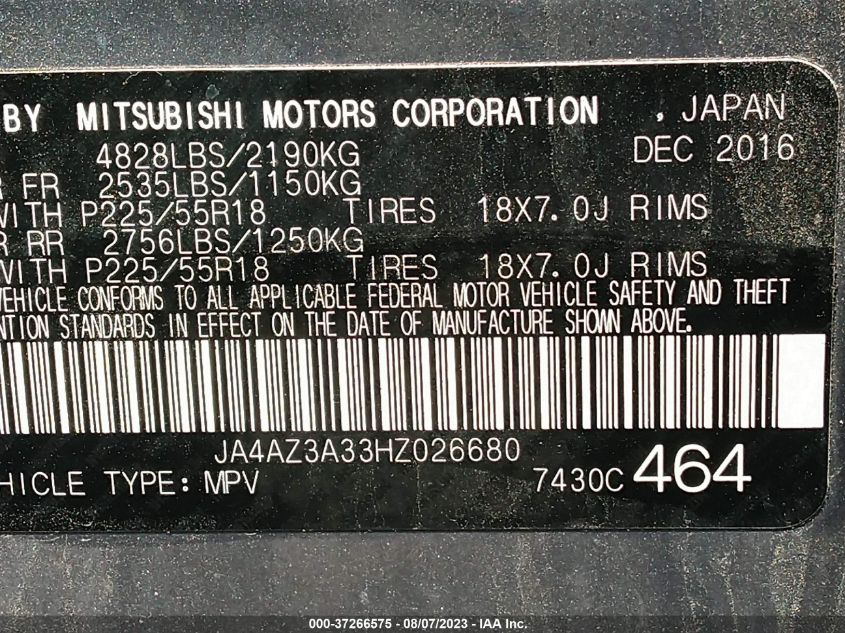 BY MITSUBISHI MOTORS CORPORATION , JAPAN
4828LBS/2190KG DEC 2016
R FR 2535LBS/1150KG
WITH P225/55R18 TIRES 18X7.0J RIMS
R RR 2756LBS/1250KG
WITH P225/55R18 TIRES 18X7.0J RIMS
VEHICLE CONFORMS TO ALL APPLICABLE FEDERAL MOTOR VEHICLE SAFETY AND THEFT
NTION STANDARDS IN EFFECT ON THE DATE OF MANUFACTURE SHOWN ABOVE.
JA4AZ3A33HZ026680
HICLE TYPE: MPV 7430C 464
000-37266575 — 08/07/2023 — IAA Inc.